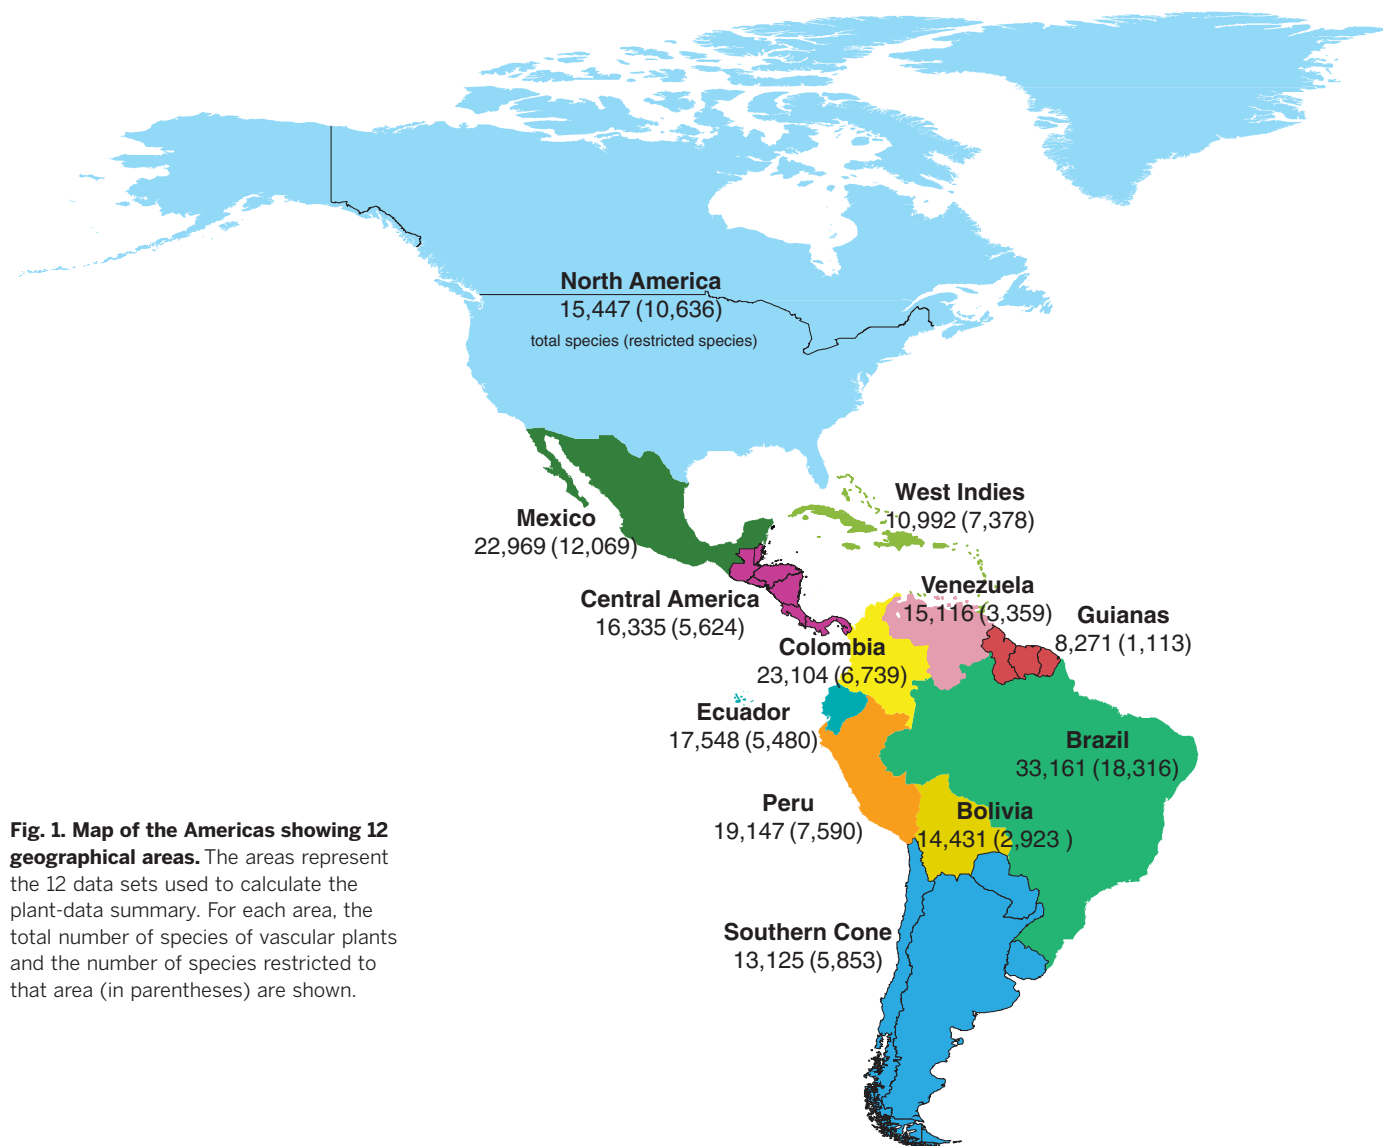 North America
15,447 (10,636)
total species (restricted species)
West Indies
10,992 (7,378)
Mexico
22,969 (12,069)
Central America
16,335 (5,624)
Venezuela
15,116 (3,359)
Guianas
8,271 (1,113)
Colombia
23,104 (6,739)
Ecuador
17,548 (5,480)
Brazil
33,161 (18,316)
Peru
19,147 (7,590)
Bolivia
14,431 (2,923 )
Southern Cone
13,125 (5,853)
Fig. 1. Map of the Americas showing 12
geographical areas. The areas represent
the 12 data sets used to calculate the
plant-data summary. For each area, the
total number of species of vascular plants
and the number of species restricted to
that area (in parentheses) are shown.